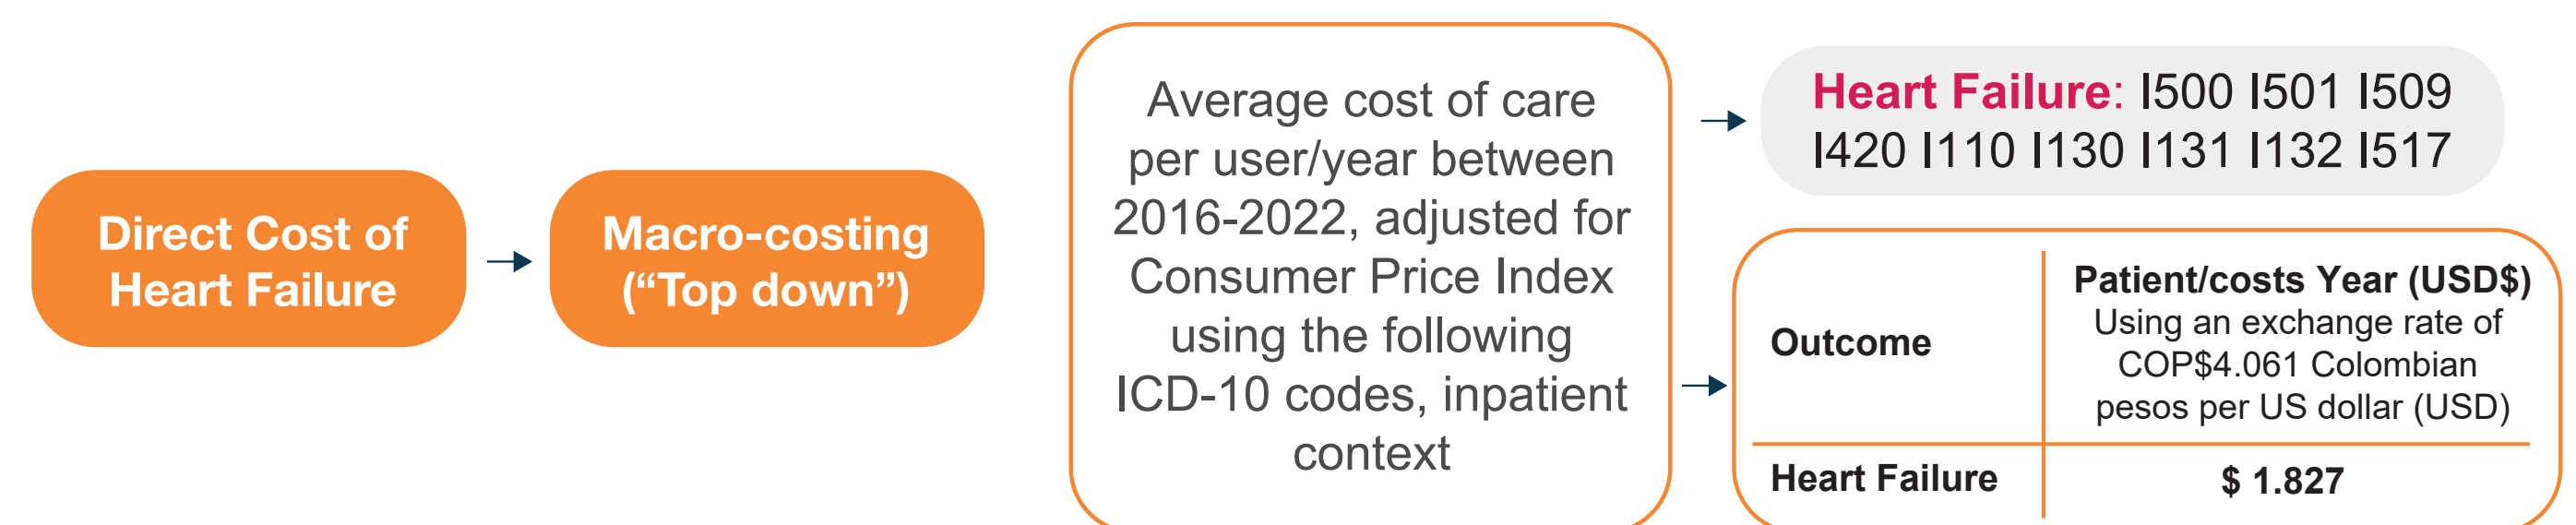 Direct Cost of
Heart Failure
Macro-costing
(“Top down”)
Average cost of care
per user/year between
2016-2022, adjusted for
Consumer Price Index
using the following
ICD-10 codes, inpatient
context
Heart Failure: I500 I501 I509
I420 I110 I130 I131 I132 I517
Outcome
Patient/costs Year (USD$)
Using an exchange rate of
COP$4.061 Colombian
pesos per US dollar (USD)
Heart Failure
$ 1.827